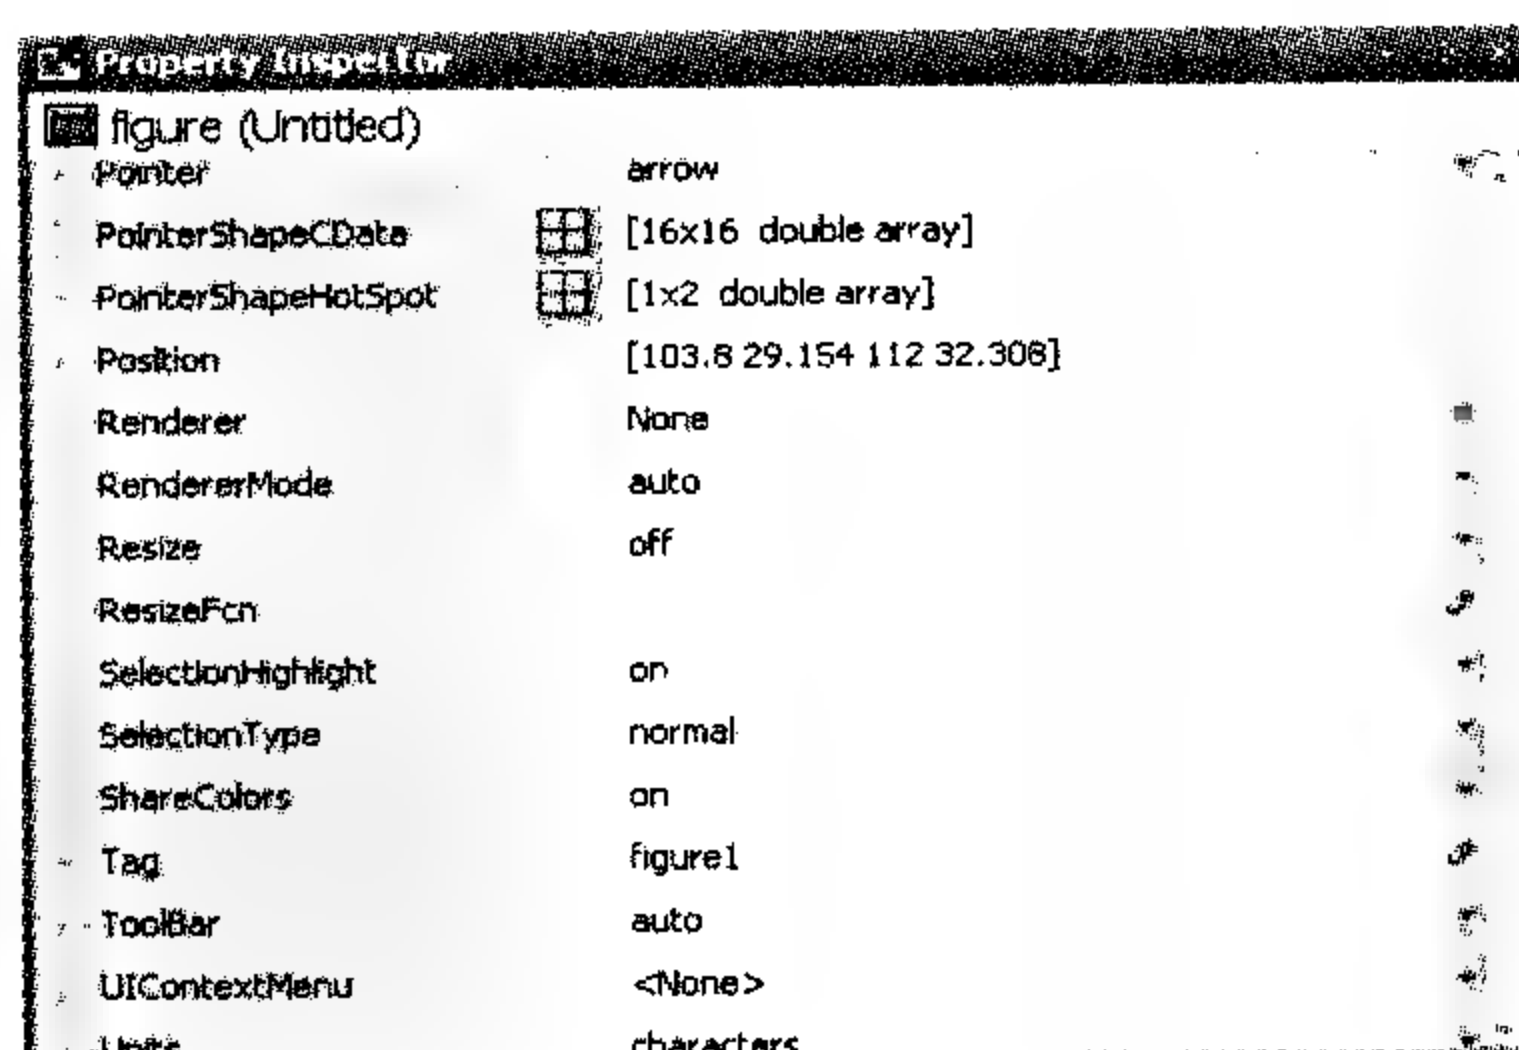 Property Inspector
figure (Untitled)
Pointer arrow
PointerShapeCData [16x16 double array]
PointerShapeHotSpot [1x2 double array]
Position [103.8 29.154 112 32.308]
Renderer None
RendererMode auto
Resize off
ResizeFcn
SelectionHighlight on
SelectionType normal
ShareColors on
Tag figure1
ToolBar auto
UIContextMenu <None>
Units characters